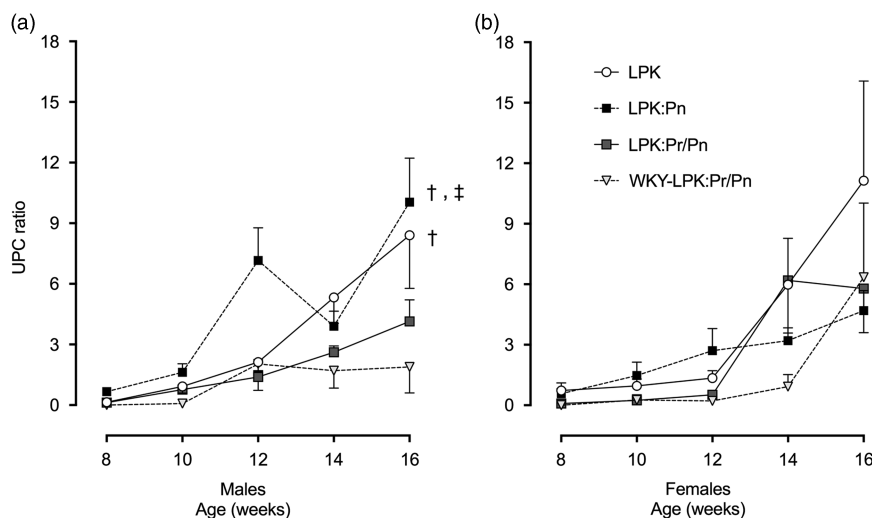 (a)
18
15
12
9
6
3
0
UPC ratio
† , ‡
†
8 10 12 14 16
Males
Age (weeks)
(b)
18
15
12
9
6
3
0
LPK
LPK:Pn
LPK:Pr/Pn
WKY-LPK:Pr/Pn
8 10 12 14 16
Females
Age (weeks)